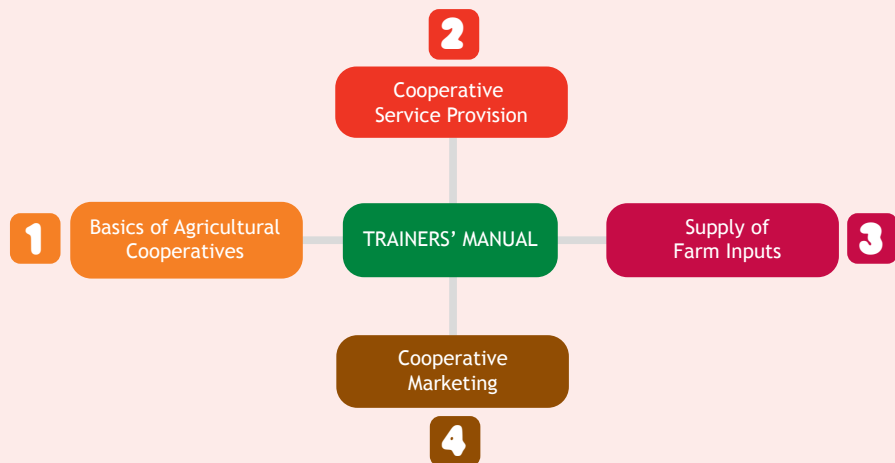 2
Cooperative
Service Provision
1
Basics of Agricultural
Cooperatives
TRAINERS’ MANUAL
Supply of
Farm Inputs
3
Cooperative
Marketing
4